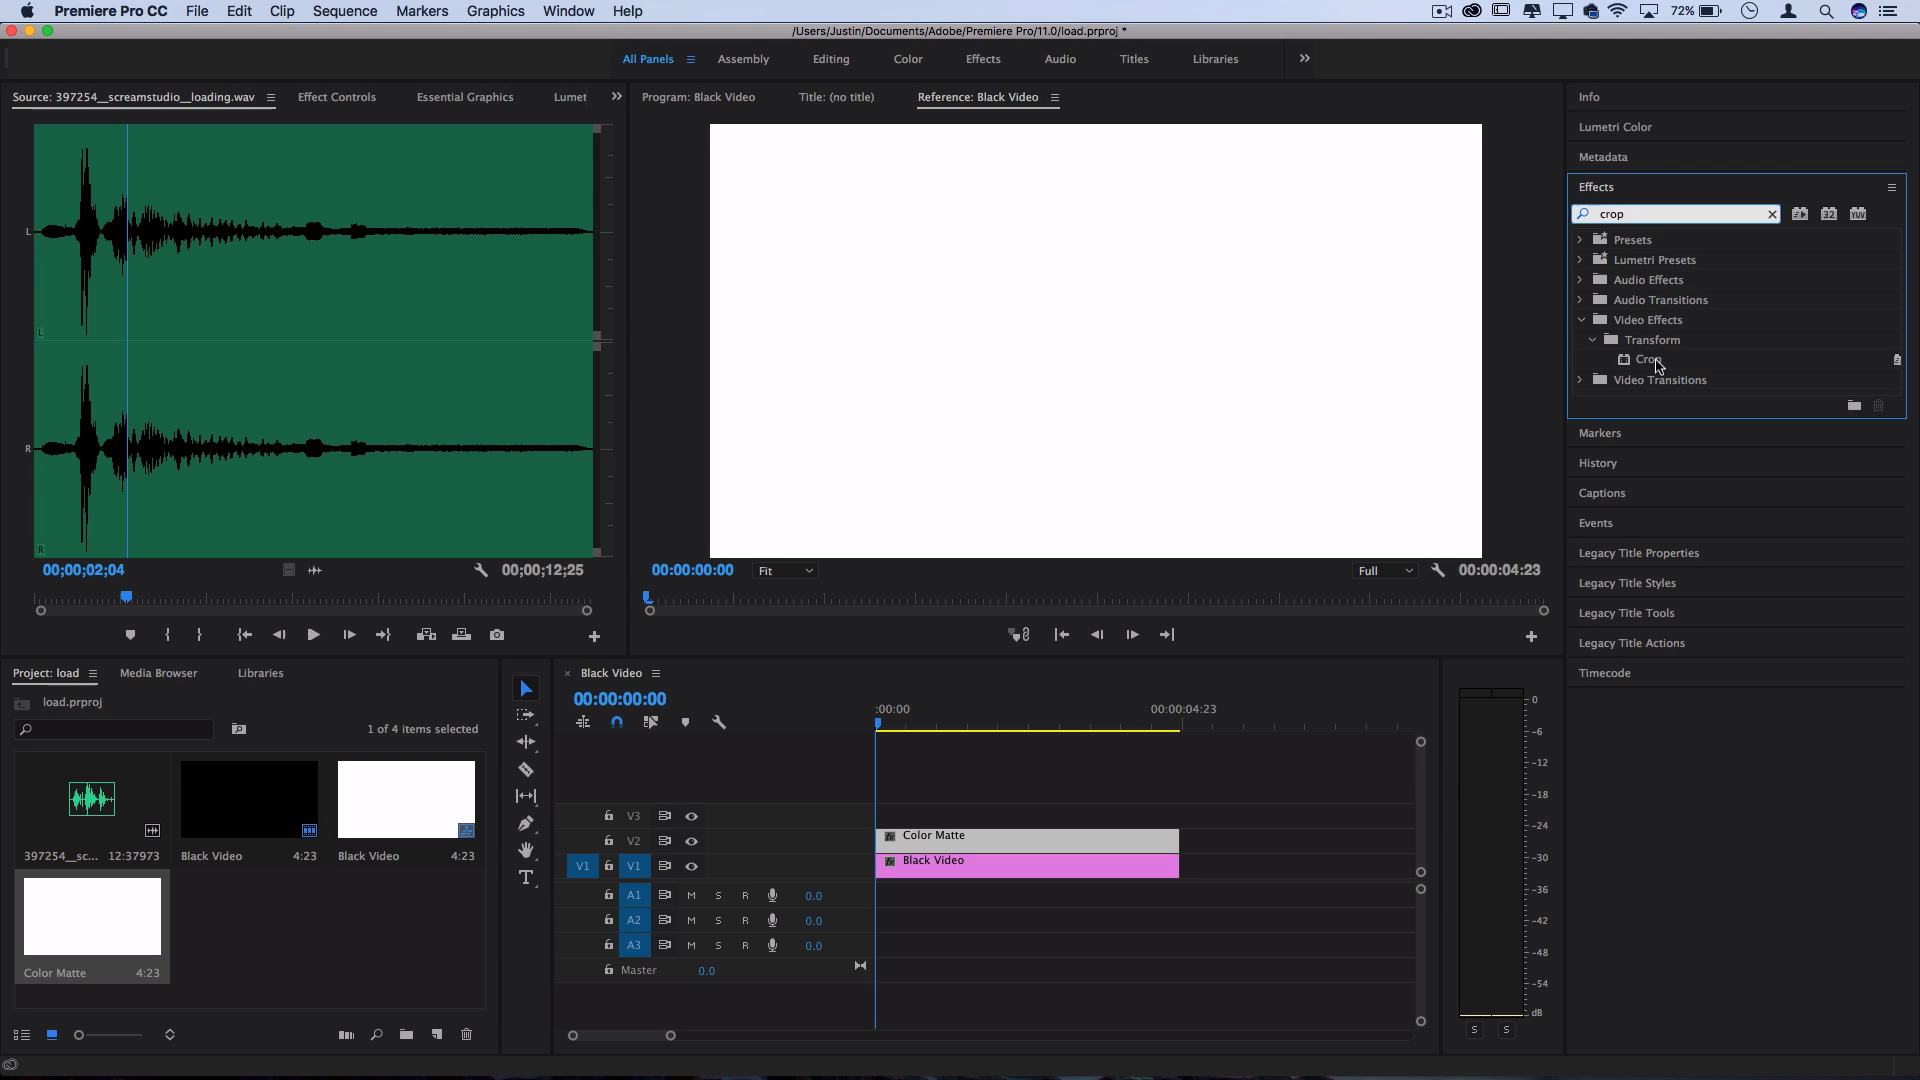 Premiere Pro CC File Edit Clip Sequence Markers Graphics Window Help 72%
/Users/Justin/Documents/Adobe/Premiere Pro/11.0/load.prproj *
All Panels Assembly Editing Color Effects Audio Titles Libraries
Source: 397254__screamstudio__loading.wav Effect Controls Essential Graphics Lumet
Program: Black Video Title: (no title) Reference: Black Video
Info
Lumetri Color
Metadata
Effects
crop
32 YUV
Presets
Lumetri Presets
Audio Effects
Audio Transitions
Video Effects
Transform
Crop
Video Transitions
Markers
History
Captions
Events
Legacy Title Properties
Legacy Title Styles
Legacy Title Tools
Legacy Title Actions
Timecode
L
L
R
R
00;00;02;04 00;00;12;25
00:00:00:00 Fit Full 00:00:04:23
Project: load Media Browser Libraries
load.prproj
1 of 4 items selected
397254__sc... 12:37973 Black Video 4:23 Black Video 4:23
Color Matte 4:23
Black Video
00:00:00:00
:00:00 00:00:04:23
V3
V2 Color Matte
V1 V1 Black Video
A1 M S R 0.0
A2 M S R 0.0
A3 M S R 0.0
Master 0.0
0
-6
-12
-18
-24
-30
-36
-42
-48
-54
dB
S S